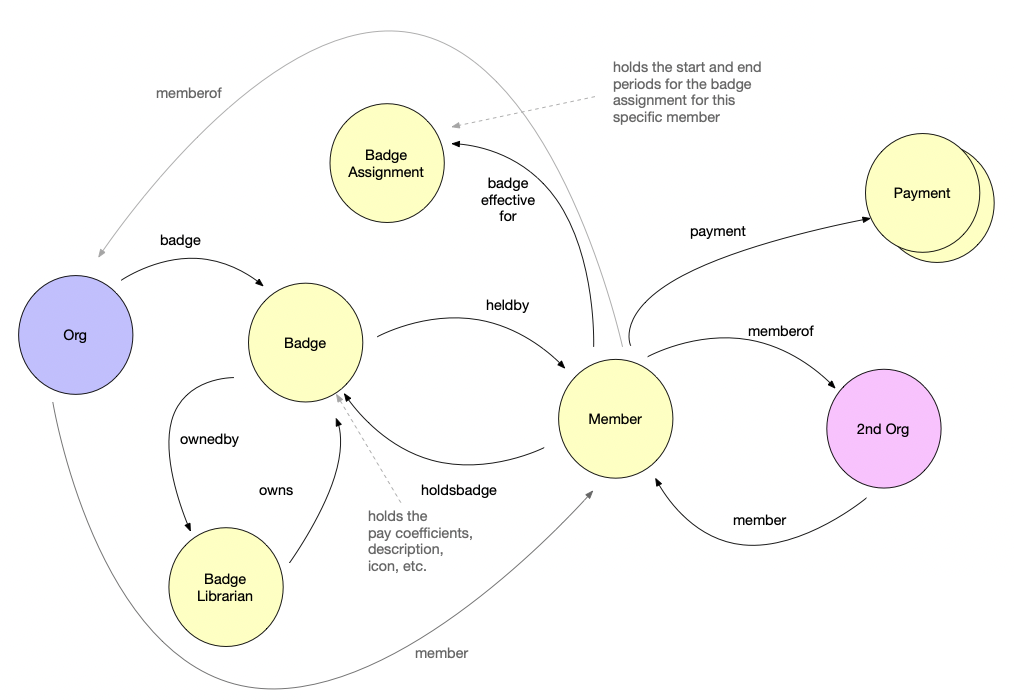 memberof
holds the start and end
periods for the badge
assignment for this
specific member
Badge
Assignment
badge
effective
for
Payment
payment
badge
Org
Badge
heldby
memberof
Member
2nd Org
ownedby
owns
holdsbadge
holds the
pay coefficients,
description,
icon, etc.
member
Badge
Librarian
member